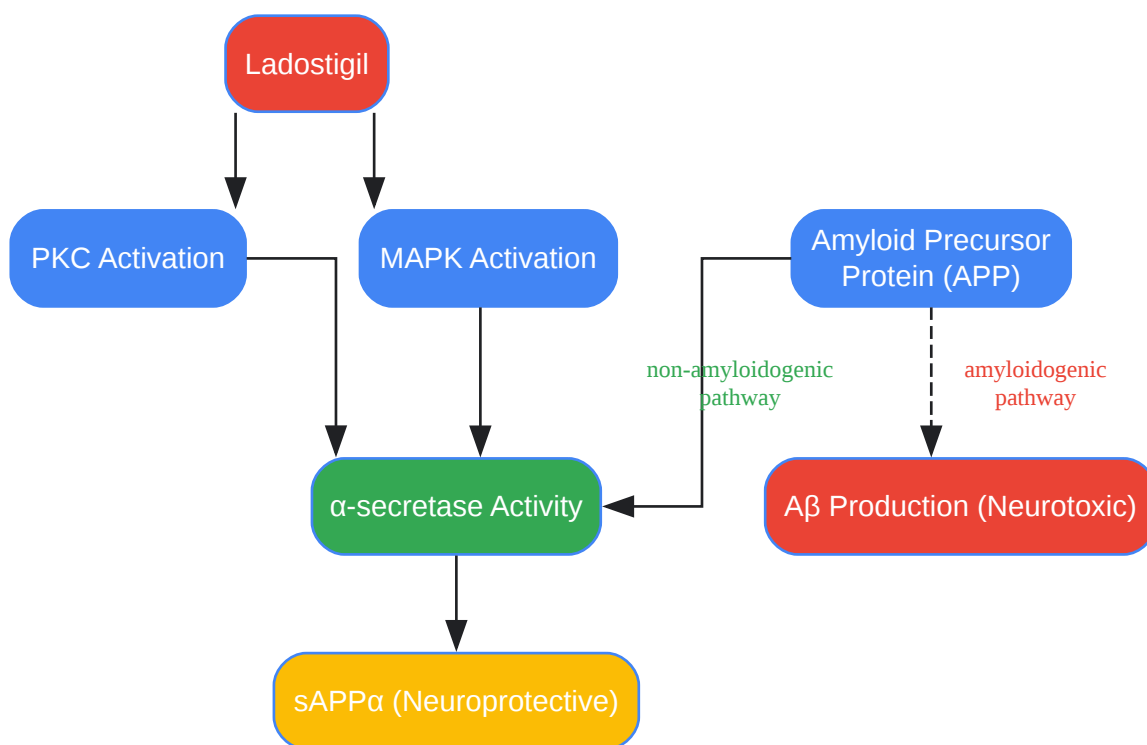 Ladostigil
PKC Activation
MAPK Activation
Amyloid Precursor
Protein (APP)
non-amyloidogenic
pathway
amyloidogenic
pathway
α-secretase Activity
Aβ Production (Neurotoxic)
sAPPα (Neuroprotective)